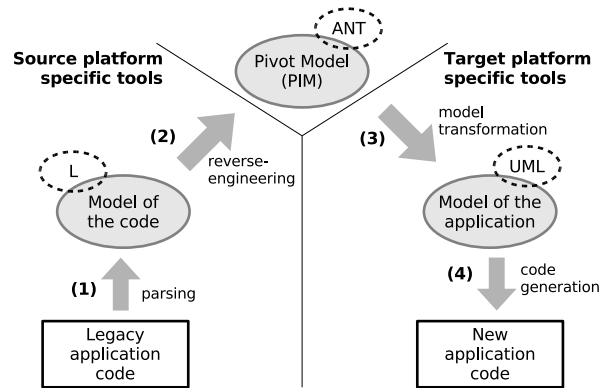 ANT
Source platform
specific tools
Pivot Model
(PIM)
Target platform
specific tools
(2)
reverse-
engineering
(3)
model
transformation
L
Model of
the code
UML
Model of the
application
(1)
parsing
(4)
code
generation
Legacy
application
code
New
application
code